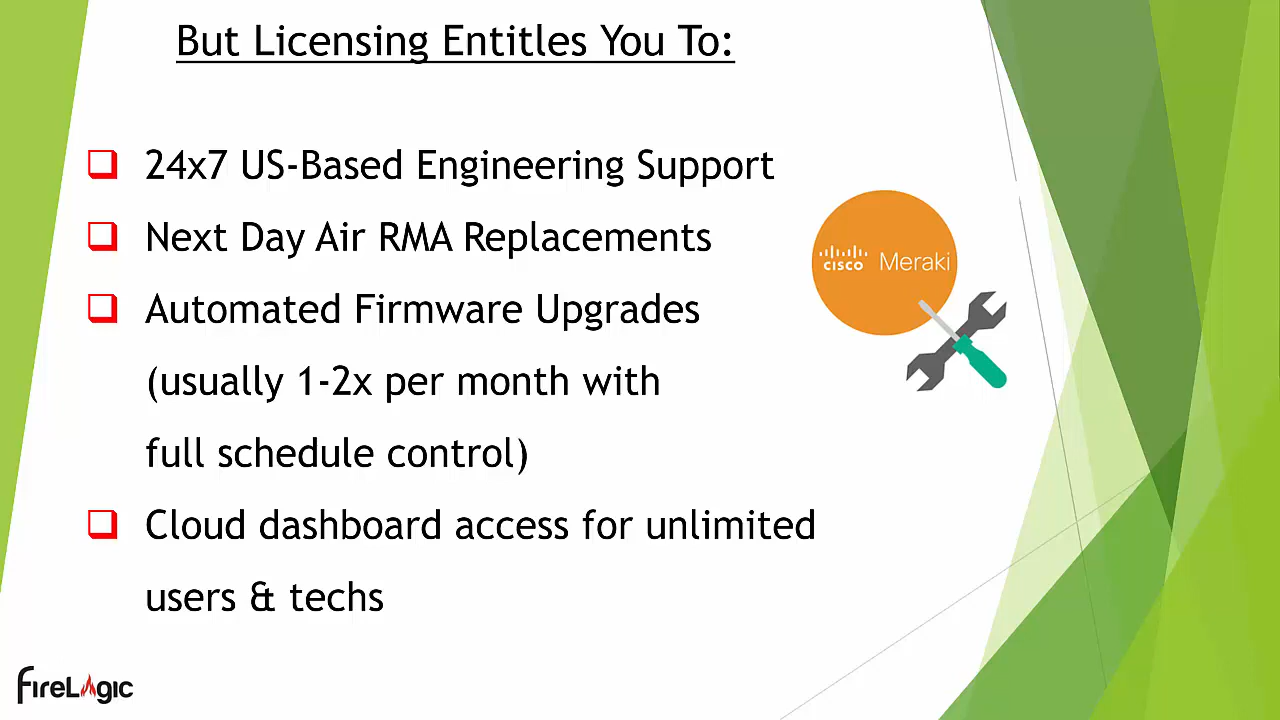 But Licensing Entitles You To:
24x7 US-Based Engineering Support
Next Day Air RMA Replacements
Automated Firmware Upgrades
(usually 1-2x per month with
full schedule control)
Cloud dashboard access for unlimited
users & techs
cisco Meraki
FireLogic